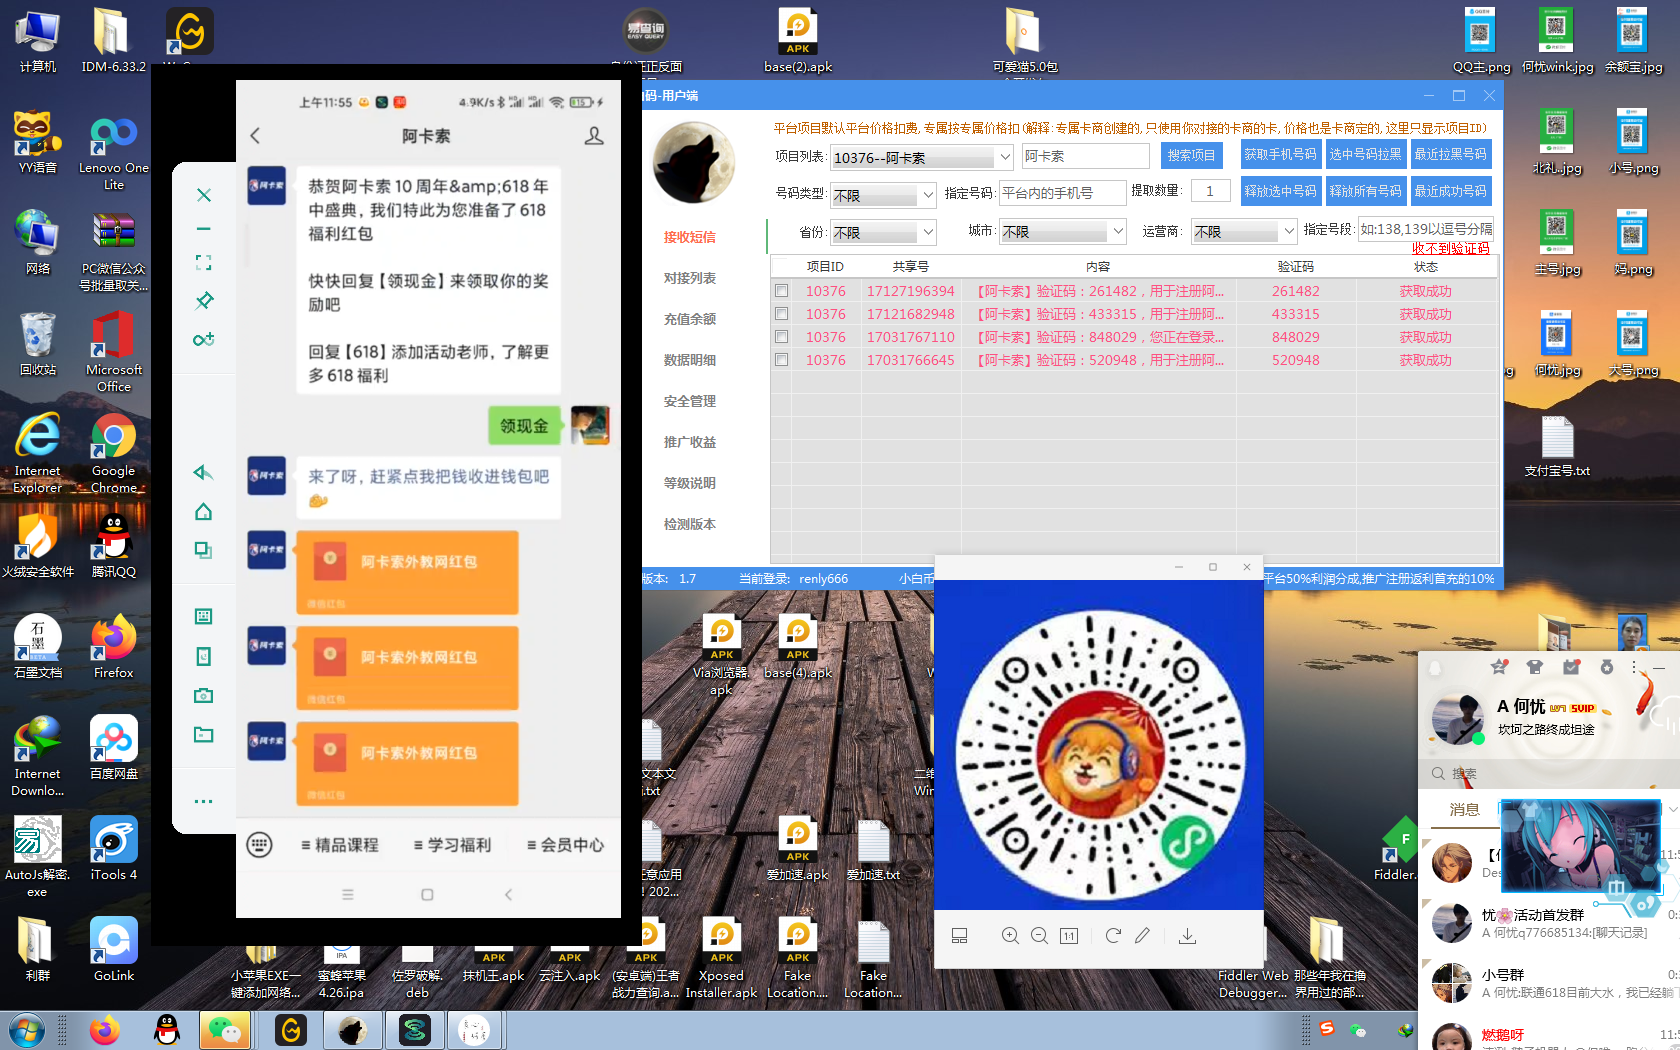 计算机
IDM-6.33.2
base(2).apk
可爱猫5.0包
QQ主.png
何忧wink.jpg
余额宝.jpg
YY语音
Lenovo One
Lite
北礼.jpg
小号.png
网络
PC微信公众
号批量取关...
主号.jpg
妈.png
回收站
Microsoft
Office
何忧.jpg
大号.png
Internet
Explorer
Google
Chrome
支付宝号.txt
火绒安全软件
腾讯QQ
石墨文档
Firefox
Internet
Downlo...
百度网盘
AutoJs解密.
exe
iTools 4
利群
GoLink
上午11:55
4.9K/s
阿卡索
恭贺阿卡索 10 周年&amp;618 年
中盛典，我们特此为您准备了 618
福利红包
快快回复【领现金】来领取你的奖
励吧
回复【618】添加活动老师，了解更
多 618 福利
领现金
来了呀，赶紧点我把钱收进钱包吧
阿卡索外教网红包
微信红包
阿卡索外教网红包
微信红包
阿卡索外教网红包
微信红包
精品课程
学习福利
会员中心
码-用户端
平台项目默认平台价格扣费, 专属按专属价格扣(解释:专属卡商创建的, 只使用你对接的卡商的卡, 价格也是卡商定的, 这里只显示项目ID)
项目列表: 10376--阿卡索 阿卡索 搜索项目 获取手机号码 选中号码拉黑 最近拉黑号码
号码类型: 不限 指定号码: 平台内的手机号 提取数量: 1 释放选中号码 释放所有号码 最近成功号码
省份: 不限 城市: 不限 运营商: 不限 指定号段: 如:138,139以逗号分隔
收不到验证码
接收短信
对接列表
充值余额
数据明细
安全管理
推广收益
等级说明
检测版本
项目ID 共享号 内容 验证码 状态
10376 17127196394 【阿卡索】验证码：261482，用于注册阿... 261482 获取成功
10376 17121682948 【阿卡索】验证码：433315，用于注册阿... 433315 获取成功
10376 17031767110 【阿卡索】验证码：848029，您正在登录... 848029 获取成功
10376 17031766645 【阿卡索】验证码：520948，用于注册阿... 520948 获取成功
版本: 1.7 当前登录: renly666 小白币
平台50%利润分成,推广注册返利首充的10%
Via浏览器.
apk
base(4).apk
爱加速.apk
爱加速.txt
Fiddler.
小苹果EXE一
键添加网络...
蜜蜂苹果
4.26.ipa
佐罗破解.
deb
抹机王.apk
云注入.apk
(安卓端)王者
战力查询.a...
Xposed
Installer.apk
Fake
Location....
Fake
Location...
Fiddler Web
Debugger...
那些年我在撸
界用过的部...
A 何忧
SVIP
坎坷之路终成坦途
搜索
消息
忧🌸活动首发群
A 何忧q776685134:[聊天记录]
小号群
A 何忧:联通618目前大水，我已经躺
燃鹅呀